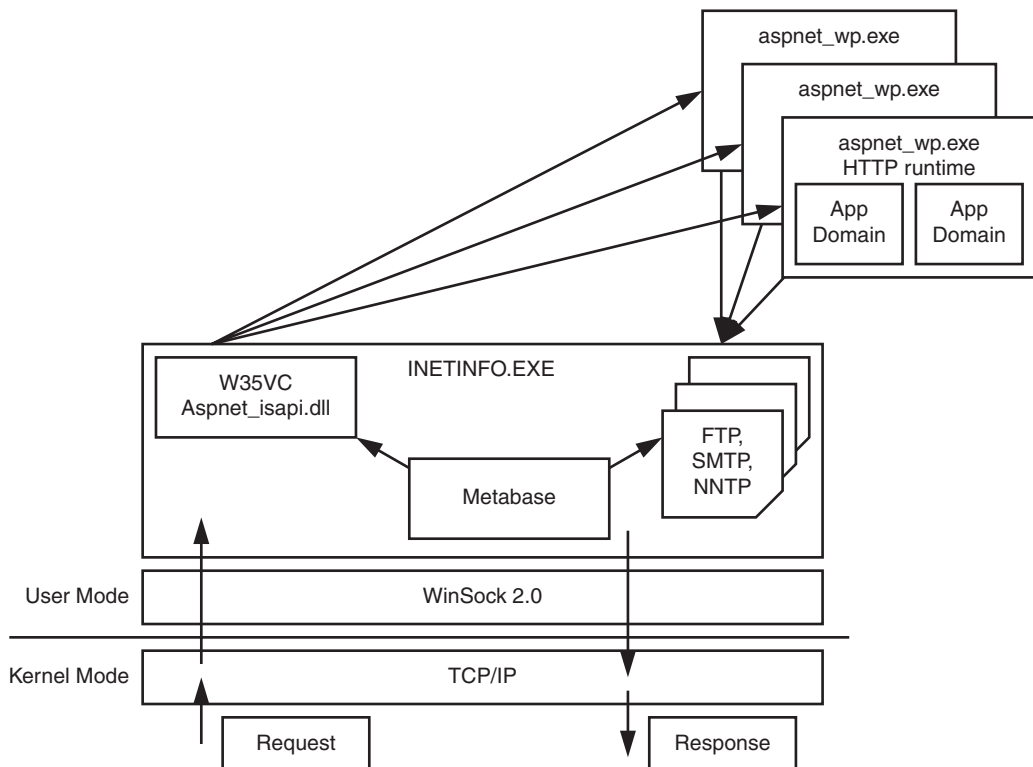 aspnet_wp.exe
aspnet_wp.exe
aspnet_wp.exe
HTTP runtime
App
Domain
App
Domain
INETINFO.EXE
W35VC
Aspnet_isapi.dll
FTP,
SMTP,
NNTP
Metabase
User Mode
WinSock 2.0
Kernel Mode
TCP/IP
Request
Response